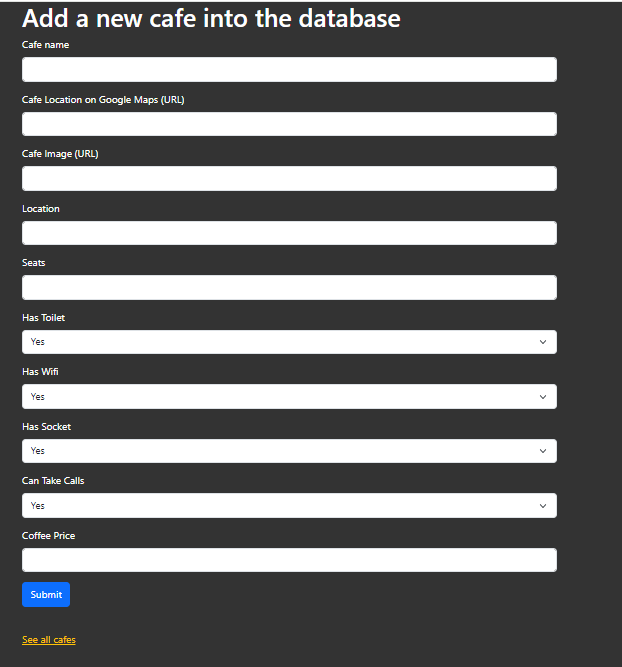 Add a new cafe into the database
Cafe name
Cafe Location on Google Maps (URL)
Cafe Image (URL)
Location
Seats
Has Toilet
Yes
Has Wifi
Yes
Has Socket
Yes
Can Take Calls
Yes
Coffee Price
Submit
See all cafes